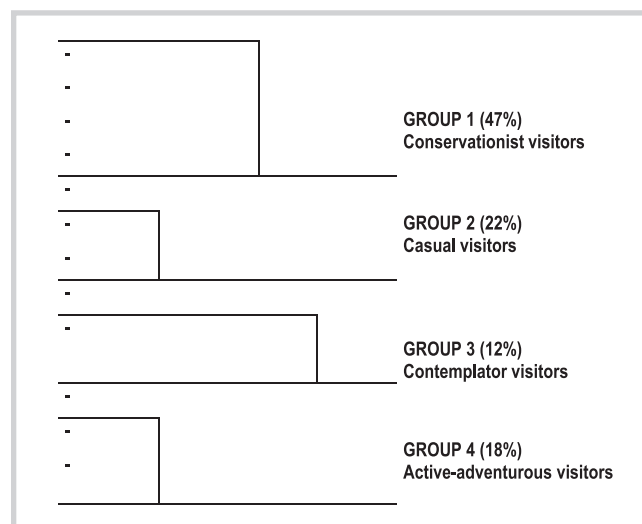 GROUP 1 (47%)
Conservationist visitors
GROUP 2 (22%)
Casual visitors
GROUP 3 (12%)
Contemplator visitors
GROUP 4 (18%)
Active-adventurous visitors